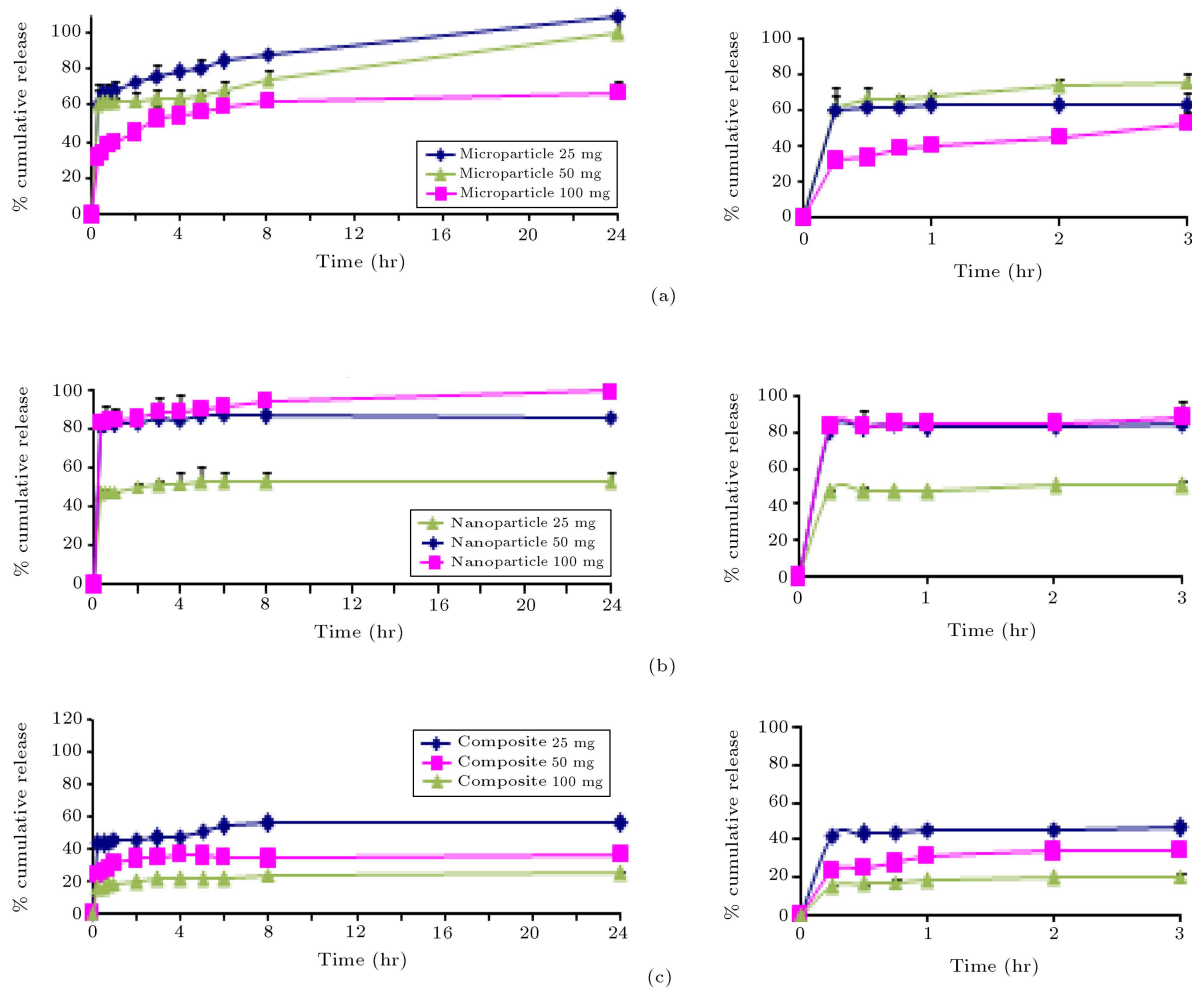 % cumulative release
100
80
60
40
20
0
0
4
8
12
16
20
24
Time (hr)
Microparticle 25 mg
Microparticle 50 mg
Microparticle 100 mg
% cumulative release
100
80
60
40
20
0
0
1
2
3
Time (hr)
(a)
% cumulative release
100
80
60
40
20
0
0
4
8
12
16
20
24
Time (hr)
Nanoparticle 25 mg
Nanoparticle 50 mg
Nanoparticle 100 mg
% cumulative release
100
80
60
40
20
0
0
1
2
3
Time (hr)
(b)
% cumulative release
120
100
80
60
40
20
0
0
4
8
12
16
20
24
Time (hr)
Composite 25 mg
Composite 50 mg
Composite 100 mg
% cumulative release
100
80
60
40
20
0
0
1
2
3
Time (hr)
(c)